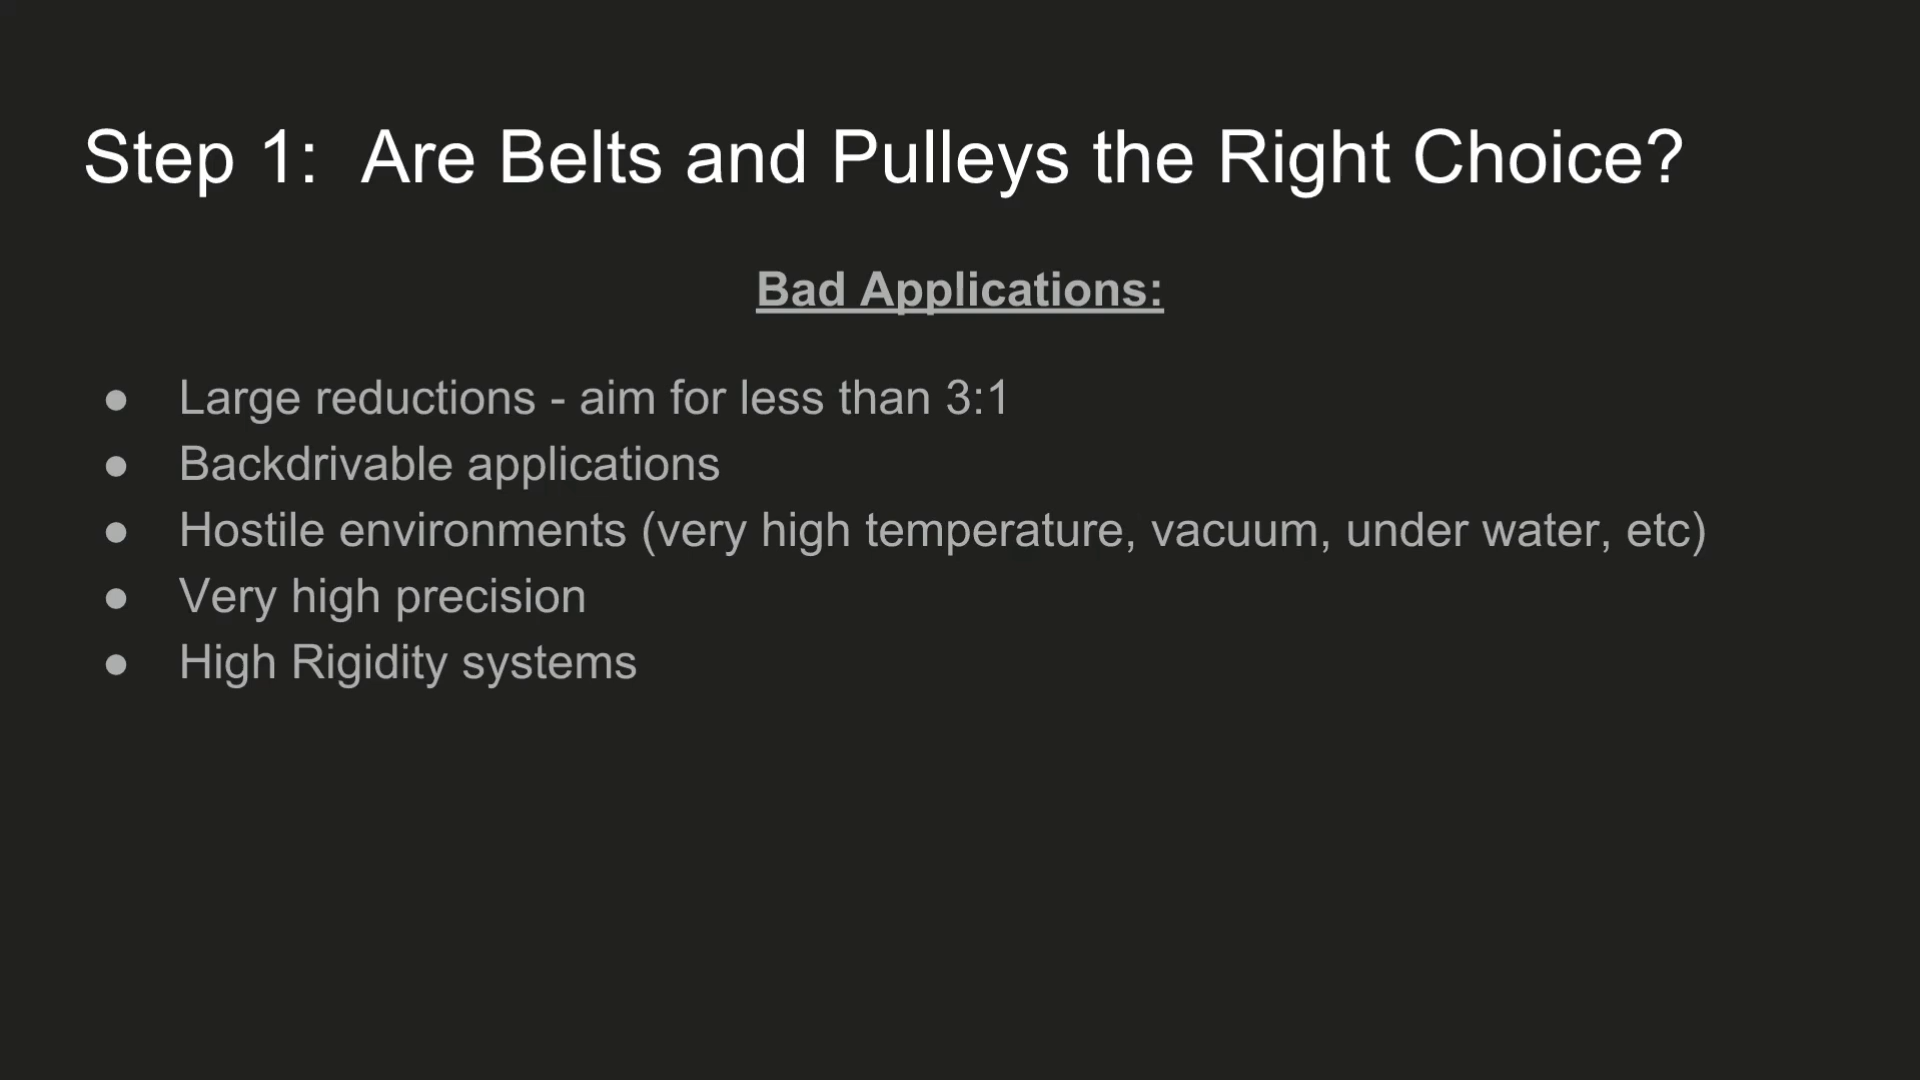 Step 1:  Are Belts and Pulleys the Right Choice?
Bad Applications:
● Large reductions - aim for less than 3:1
● Backdrivable applications
● Hostile environments (very high temperature, vacuum, under water, etc)
● Very high precision
● High Rigidity systems